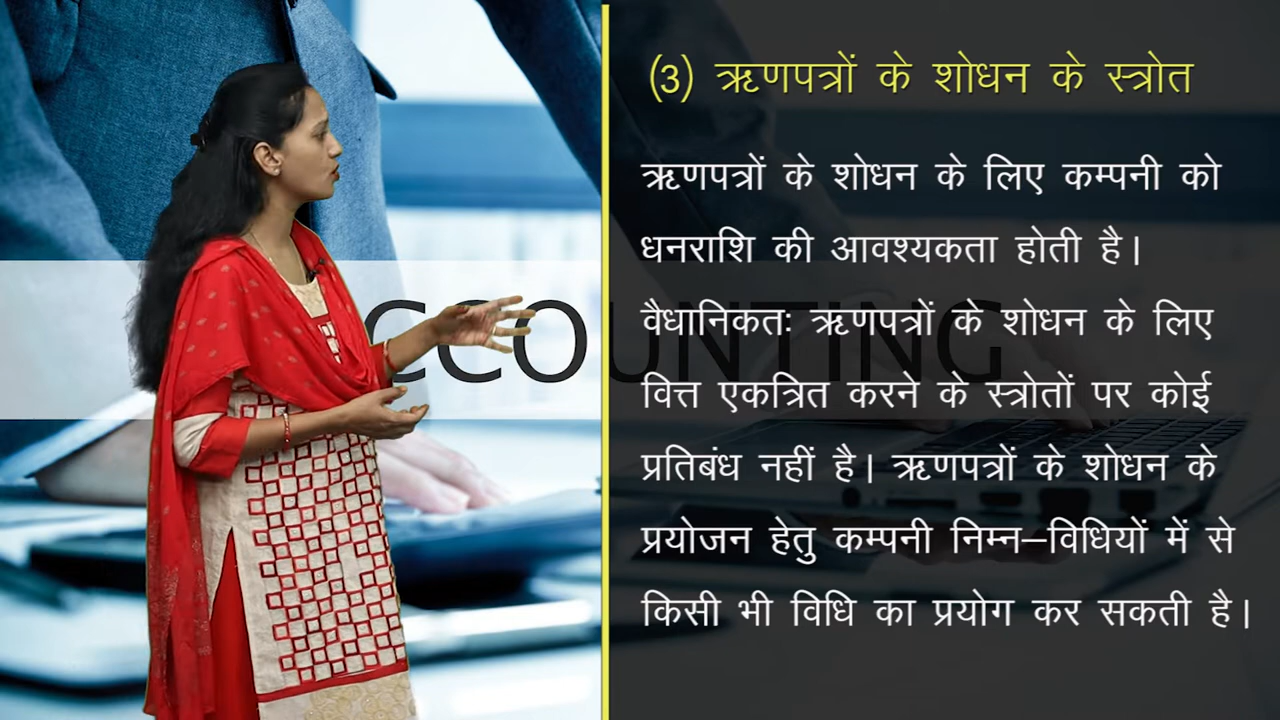 (3) ऋणपत्रों के शोधन के स्त्रोत
ऋणपत्रों के शोधन के लिए कम्पनी को
धनराशि की आवश्यकता होती है।
वैधानिकतः ऋणपत्रों के शोधन के लिए
वित्त एकत्रित करने के स्त्रोतों पर कोई
प्रतिबंध नहीं है। ऋणपत्रों के शोधन के
प्रयोजन हेतु कम्पनी निम्न–विधियों में से
किसी भी विधि का प्रयोग कर सकती है।
CCOUNTING